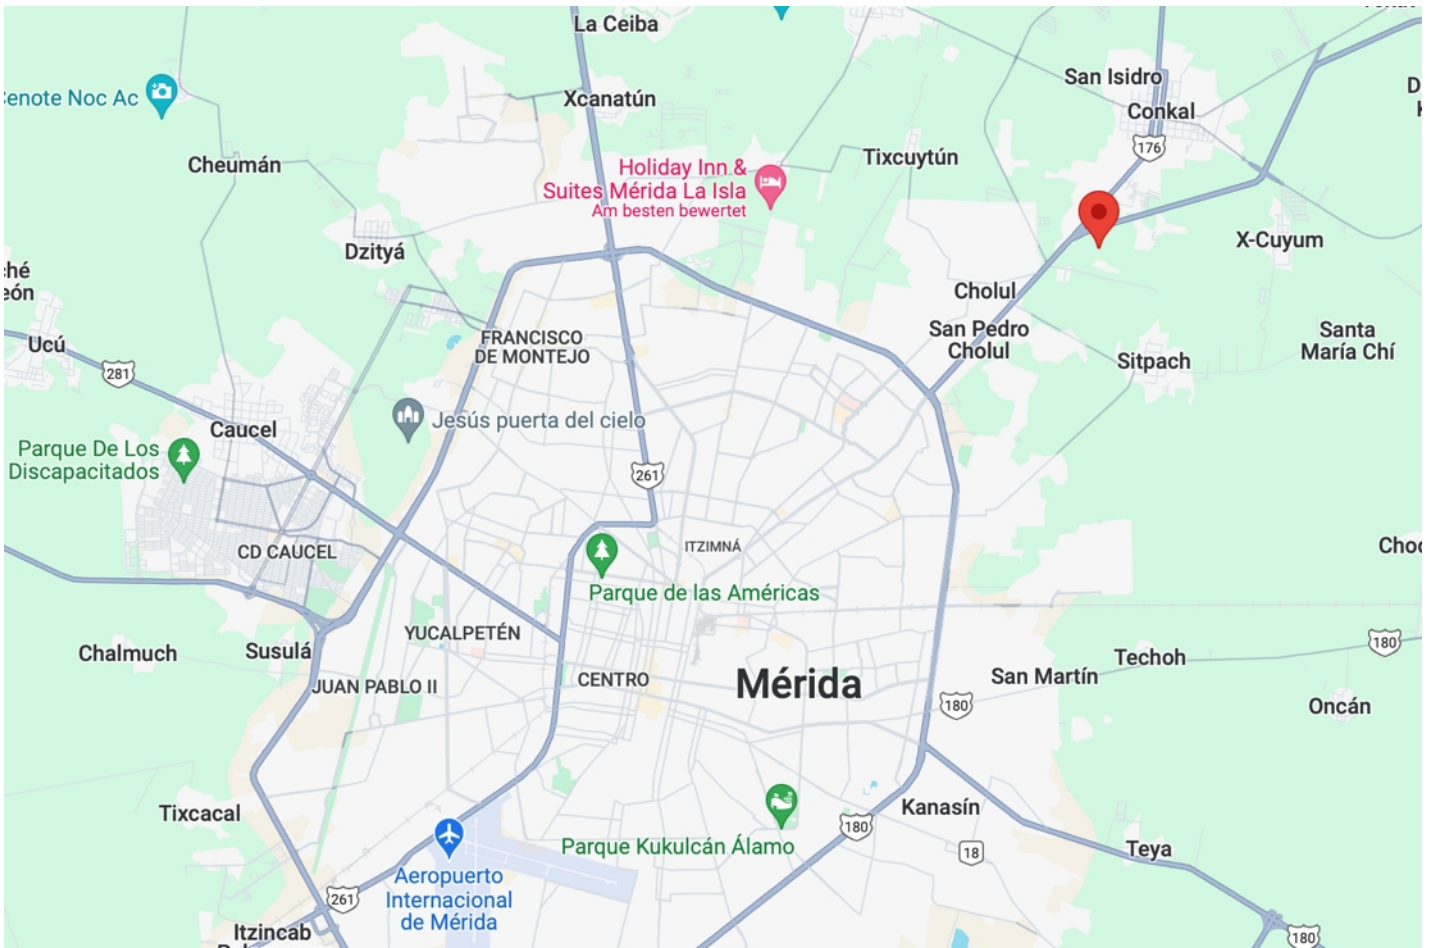 La Ceiba
San Isidro
Conkal
176
Cenote Noc Ac
Xcanatún
Cheumán
Holiday Inn &
Suites Mérida La Isla
Am besten bewertet
Tixcuytún
Dzityá
X-Cuyum
Cholul
San Pedro
Cholul
Sitpach
Santa
María Chí
Ucú
281
FRANCISCO
DE MONTEJO
Jesús puerta del cielo
Caucel
Parque De Los
Discapacitados
261
ITZIMNÁ
CD CAUCEL
Parque de las Américas
YUCALPETÉN
Chalmuch
Susulá
JUAN PABLO II
CENTRO
Mérida
San Martín
Techoh
180
180
Oncán
Tixcacal
Kanasín
180
18
Parque Kukulcán Álamo
Teya
Aeropuerto
Internacional
de Mérida
261
Itzincab
180